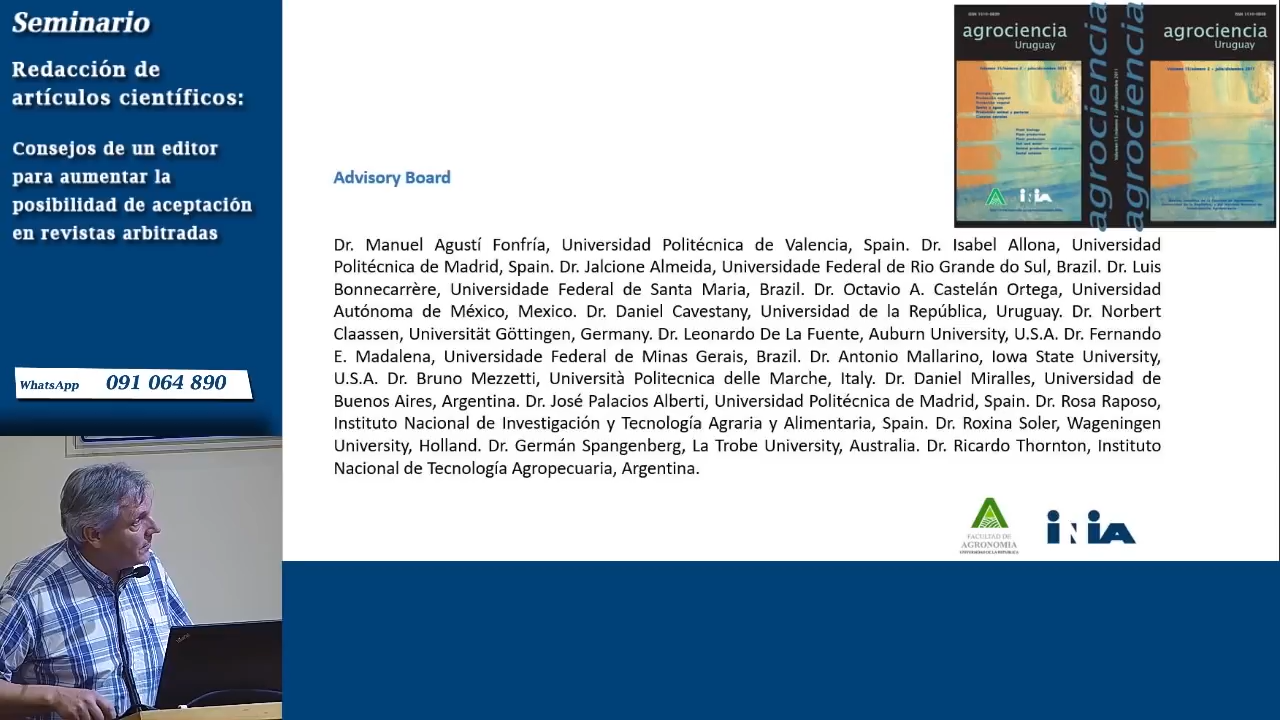 Seminario
Redacción de
artículos científicos:
Consejos de un editor
para aumentar la
posibilidad de aceptación
en revistas arbitradas
WhatsApp 091 064 890
agrociencia
Uruguay
agrociencia
agrociencia
agrociencia
Uruguay
INIA
Advisory Board
Dr. Manuel Agustí Fonfría, Universidad Politécnica de Valencia, Spain. Dr. Isabel Allona, Universidad
Politécnica de Madrid, Spain. Dr. Jalcione Almeida, Universidade Federal de Rio Grande do Sul, Brazil. Dr. Luis
Bonnecarrère, Universidade Federal de Santa Maria, Brazil. Dr. Octavio A. Castelán Ortega, Universidad
Autónoma de México, Mexico. Dr. Daniel Cavestany, Universidad de la República, Uruguay. Dr. Norbert
Claassen, Universität Göttingen, Germany. Dr. Leonardo De La Fuente, Auburn University, U.S.A. Dr. Fernando
E. Madalena, Universidade Federal de Minas Gerais, Brazil. Dr. Antonio Mallarino, Iowa State University,
U.S.A. Dr. Bruno Mezzetti, Università Politecnica delle Marche, Italy. Dr. Daniel Miralles, Universidad de
Buenos Aires, Argentina. Dr. José Palacios Alberti, Universidad Politécnica de Madrid, Spain. Dr. Rosa Raposo,
Instituto Nacional de Investigación y Tecnología Agraria y Alimentaria, Spain. Dr. Roxina Soler, Wageningen
University, Holland. Dr. Germán Spangenberg, La Trobe University, Australia. Dr. Ricardo Thornton, Instituto
Nacional de Tecnología Agropecuaria, Argentina.
FACULTAD DE
AGRONOMIA
UNIVERSIDAD DE LA REPUBLICA
INIA